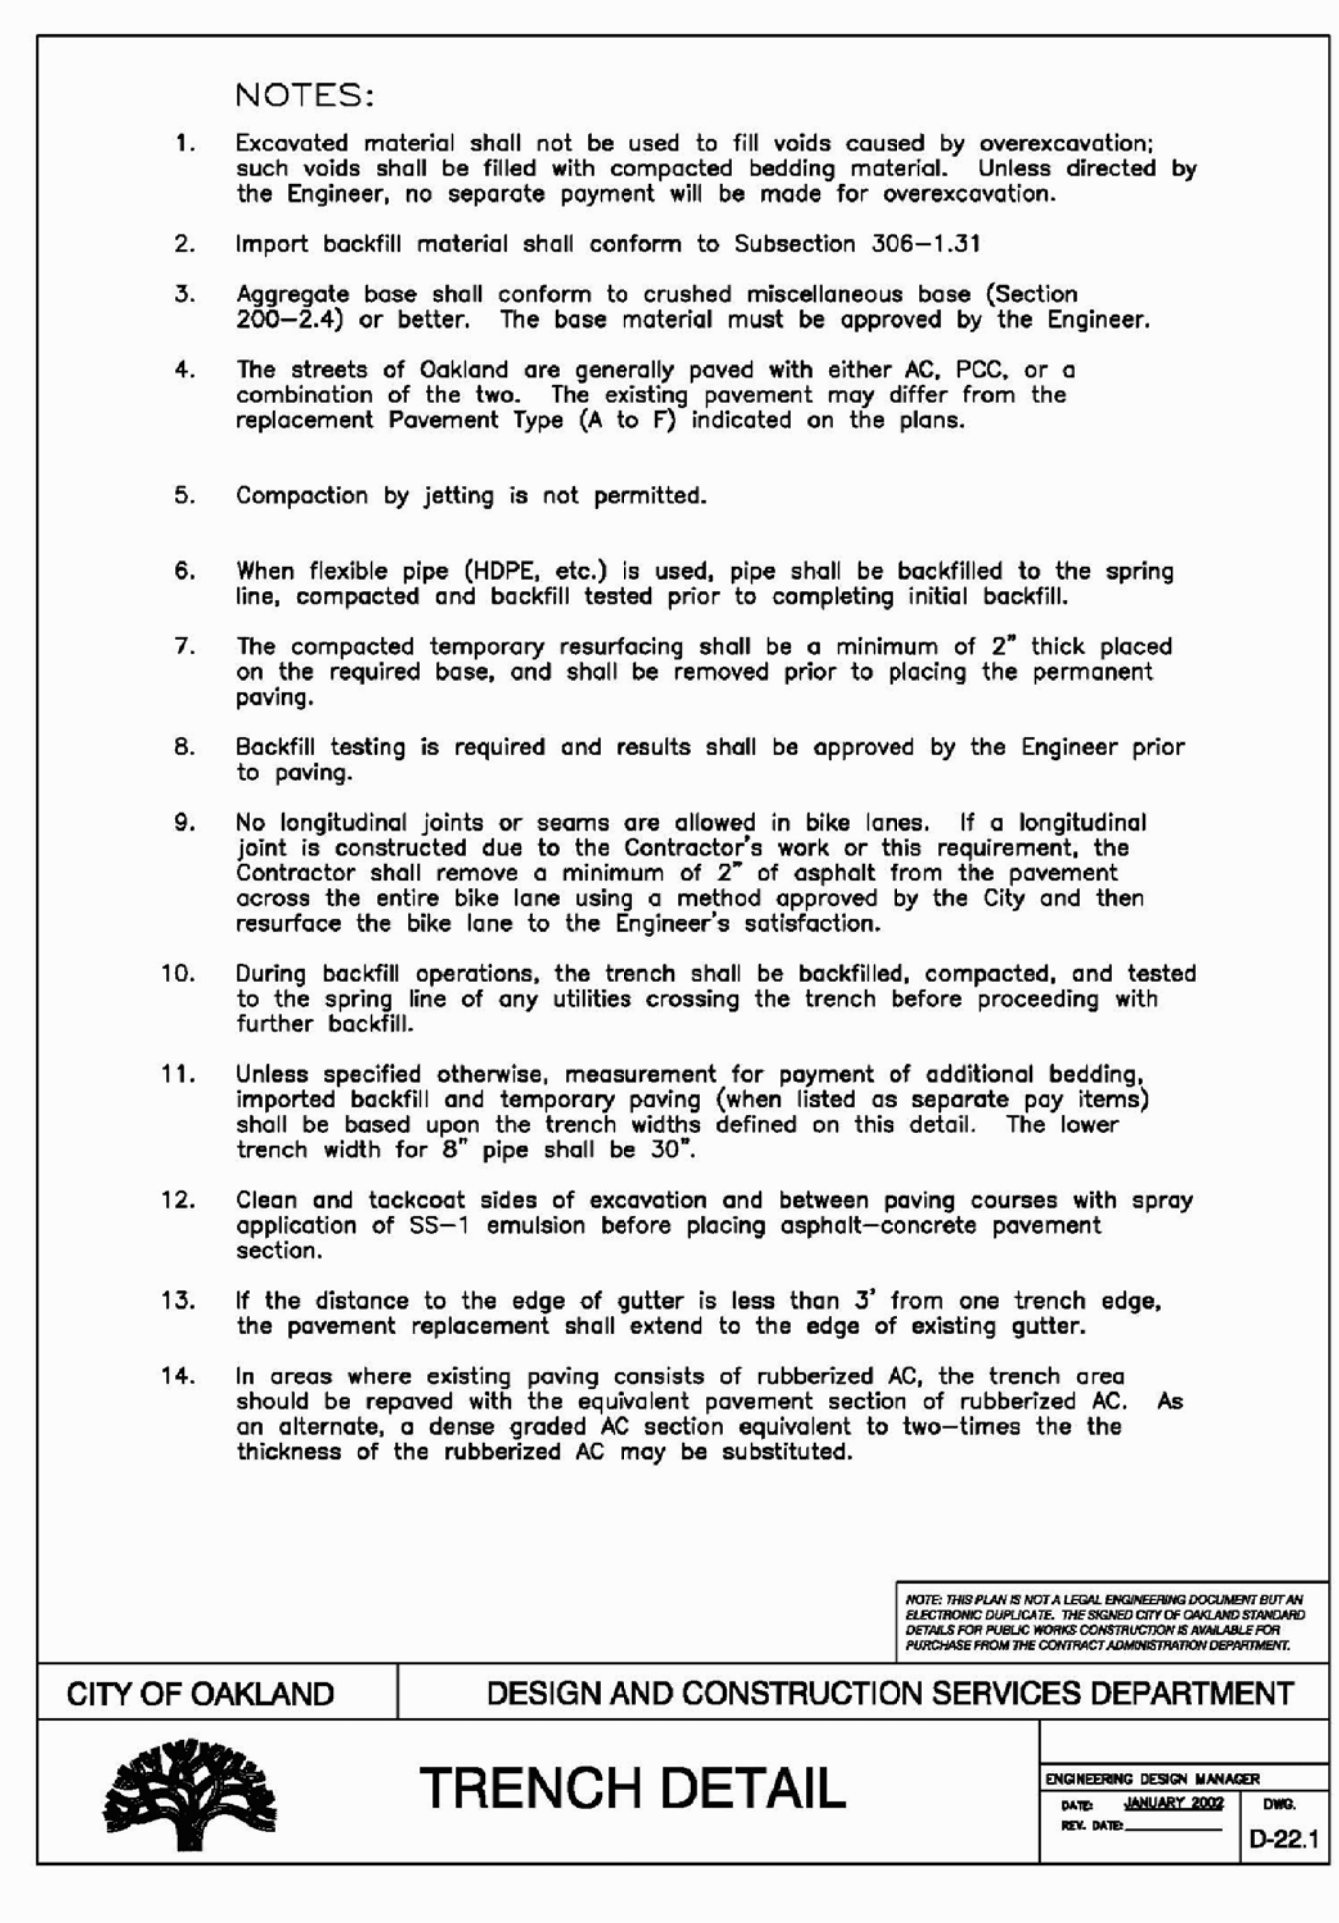 NOTES:
1. Excavated material shall not be used to fill voids caused by overexcavation;
such voids shall be filled with compacted bedding material. Unless directed by
the Engineer, no separate payment will be made for overexcavation.
2. Import backfill material shall conform to Subsection 306-1.31
3. Aggregate base shall conform to crushed miscellaneous base (Section
200-2.4) or better. The base material must be approved by the Engineer.
4. The streets of Oakland are generally paved with either AC, PCC, or a
combination of the two. The existing pavement may differ from the
replacement Pavement Type (A to F) indicated on the plans.
5. Compaction by jetting is not permitted.
6. When flexible pipe (HDPE, etc.) is used, pipe shall be backfilled to the spring
line, compacted and backfill tested prior to completing initial backfill.
7. The compacted temporary resurfacing shall be a minimum of 2" thick placed
on the required base, and shall be removed prior to placing the permanent
paving.
8. Backfill testing is required and results shall be approved by the Engineer prior
to paving.
9. No longitudinal joints or seams are allowed in bike lanes. If a longitudinal
joint is constructed due to the Contractor's work or this requirement, the
Contractor shall remove a minimum of 2" of asphalt from the pavement
across the entire bike lane using a method approved by the City and then
resurface the bike lane to the Engineer's satisfaction.
10. During backfill operations, the trench shall be backfilled, compacted, and tested
to the spring line of any utilities crossing the trench before proceeding with
further backfill.
11. Unless specified otherwise, measurement for payment of additional bedding,
imported backfill and temporary paving (when listed as separate pay items)
shall be based upon the trench widths defined on this detail. The lower
trench width for 8" pipe shall be 30".
12. Clean and tackcoat sides of excavation and between paving courses with spray
application of SS-1 emulsion before placing asphalt-concrete pavement
section.
13. If the distance to the edge of gutter is less than 3' from one trench edge,
the pavement replacement shall extend to the edge of existing gutter.
14. In areas where existing paving consists of rubberized AC, the trench area
should be repaved with the equivalent pavement section of rubberized AC. As
an alternate, a dense graded AC section equivalent to two-times the the
thickness of the rubberized AC may be substituted.
NOTE: THIS PLAN IS NOT A LEGAL ENGINEERING DOCUMENT BUT AN
ELECTRONIC DUPLICATE. THE SIGNED CITY OF OAKLAND STANDARD
DETAILS FOR PUBLIC WORKS CONSTRUCTION IS AVAILABLE FOR
PURCHASE FROM THE CONTRACT ADMINISTRATION DEPARTMENT.
CITY OF OAKLAND
DESIGN AND CONSTRUCTION SERVICES DEPARTMENT
TRENCH DETAIL
ENGINEERING DESIGN MANAGER
DATE: JANUARY 2002
REV. DATE:
DWG.
D-22.1